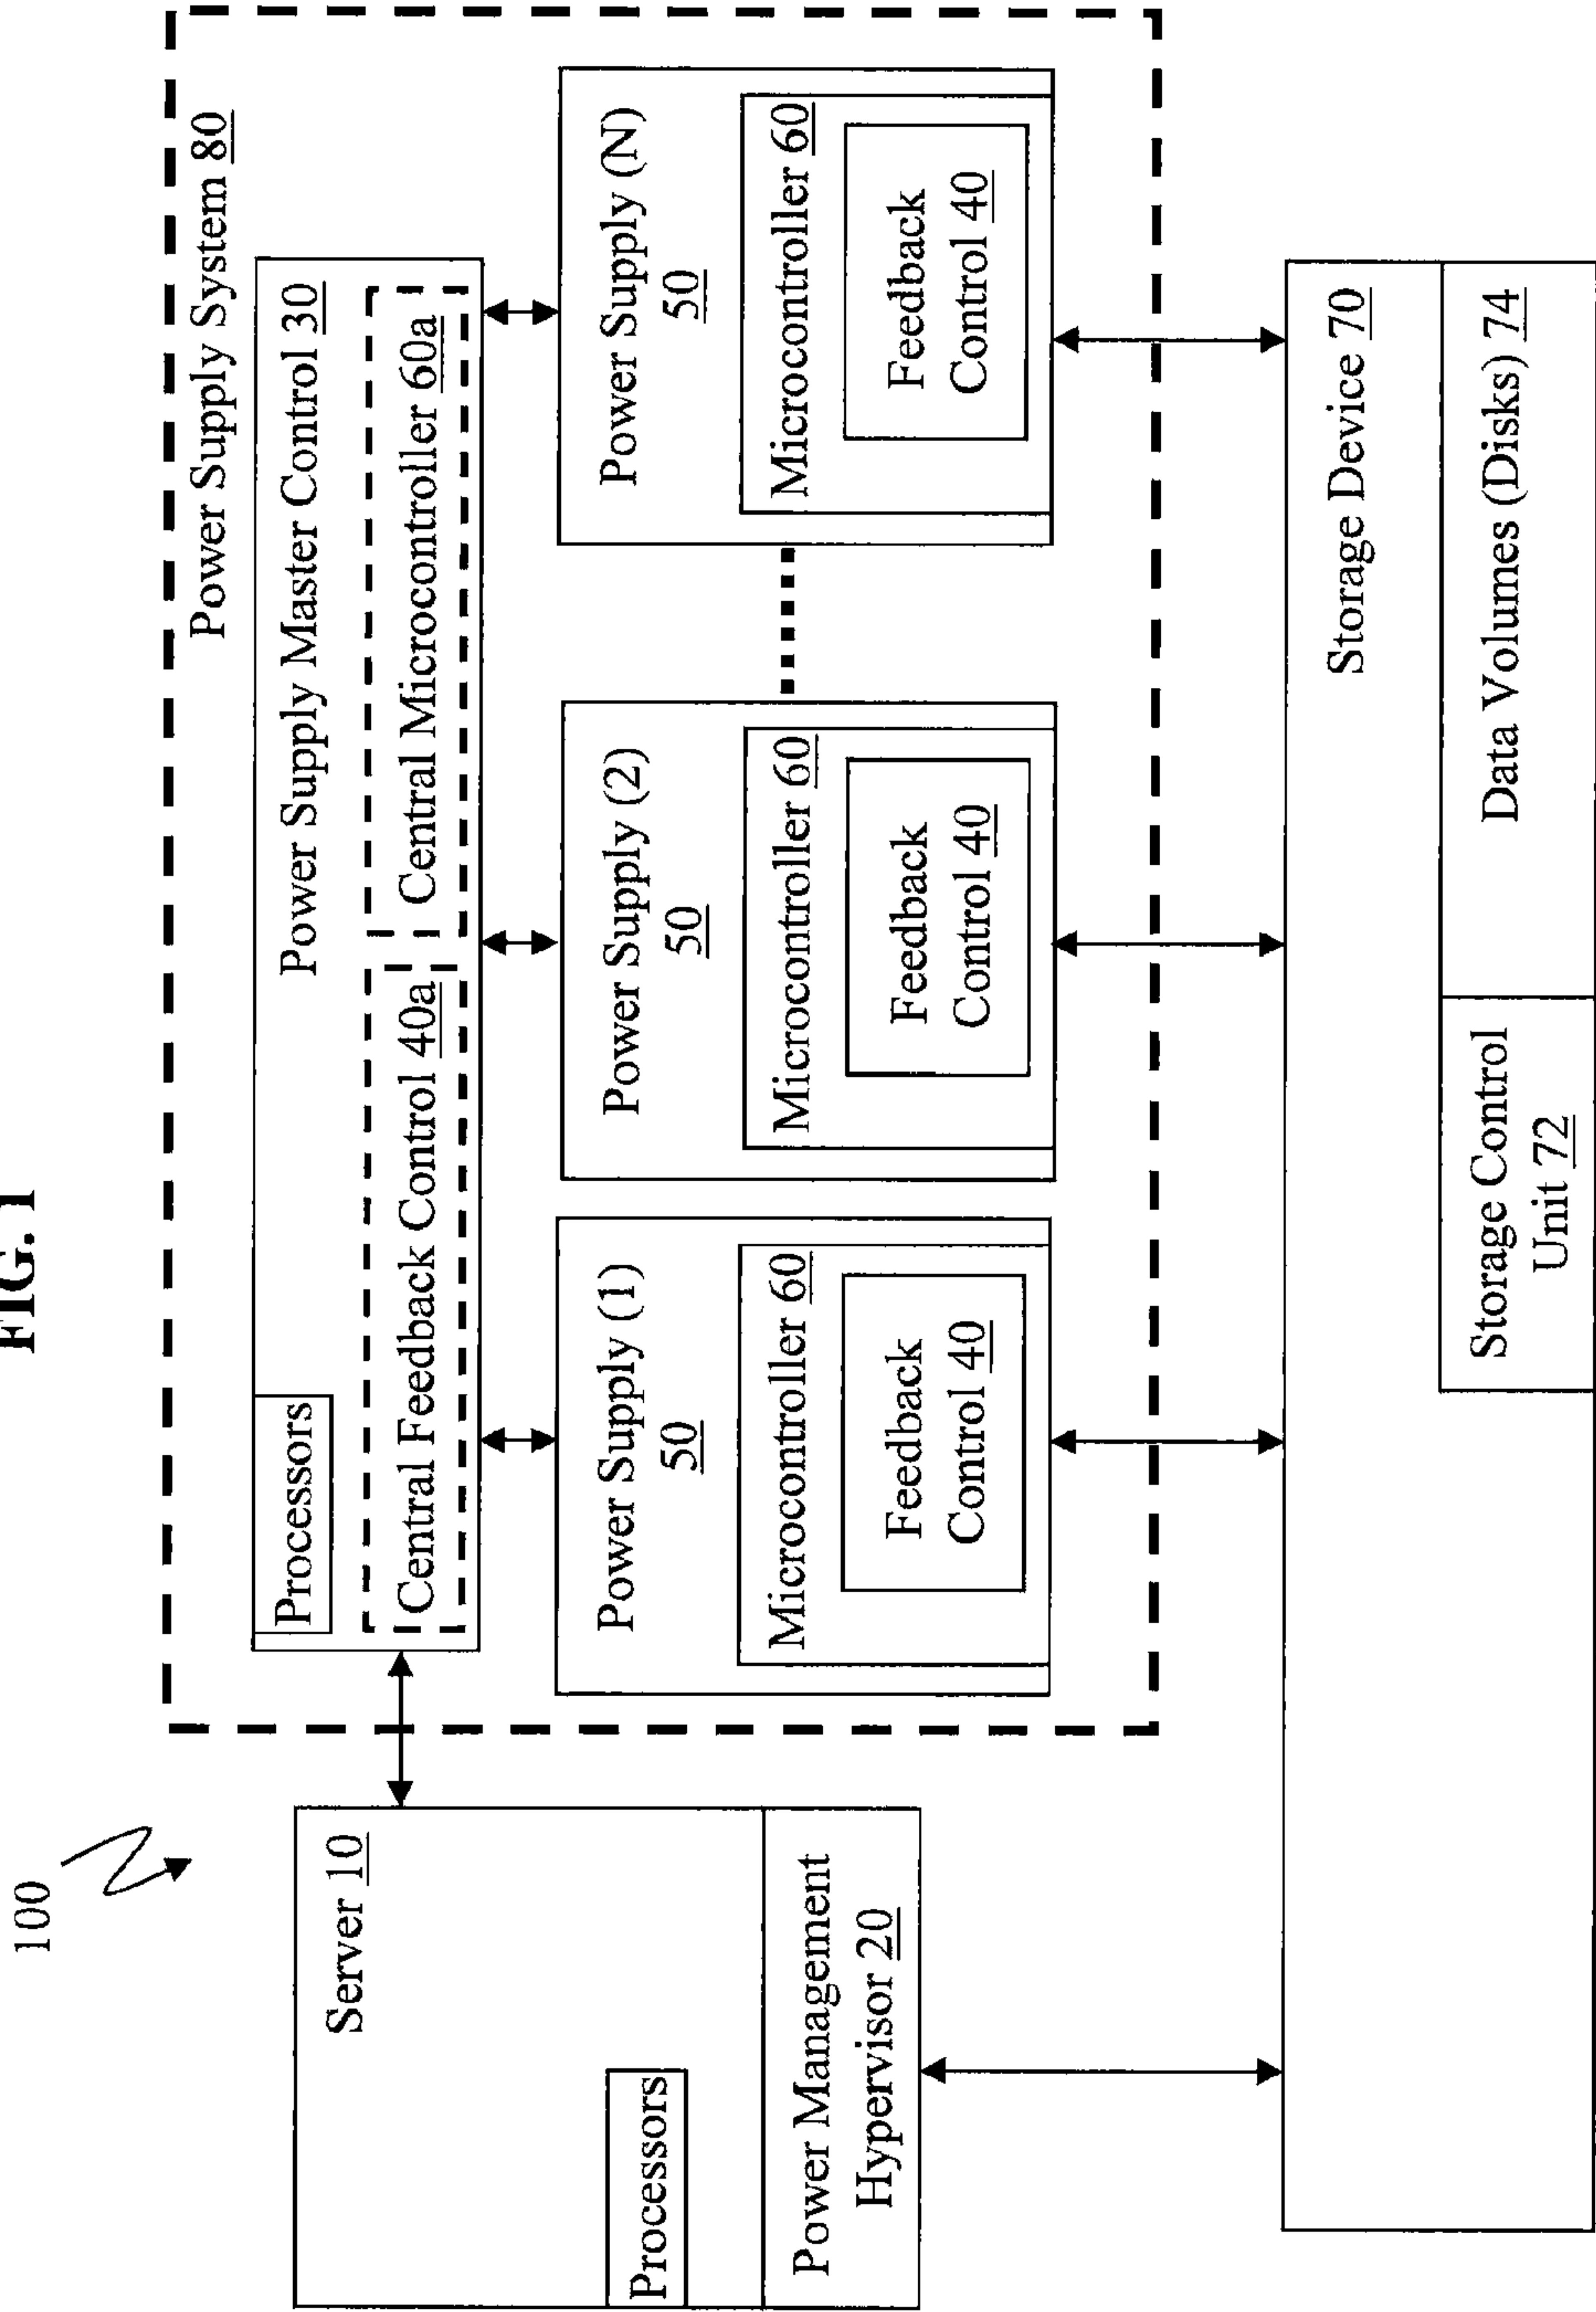 FIG. 1
100
Server 10
Processors
Power Management
Hypervisor 20
Power Supply System 80
Power Supply Master Control 30
Processors
Central Feedback Control 40a
Central Microcontroller 60a
Power Supply (1)
50
Microcontroller 60
Feedback
Control 40
Power Supply (2)
50
Microcontroller 60
Feedback
Control 40
Power Supply (N)
50
Microcontroller 60
Feedback
Control 40
Storage Device 70
Storage Control
Unit 72
Data Volumes (Disks) 74